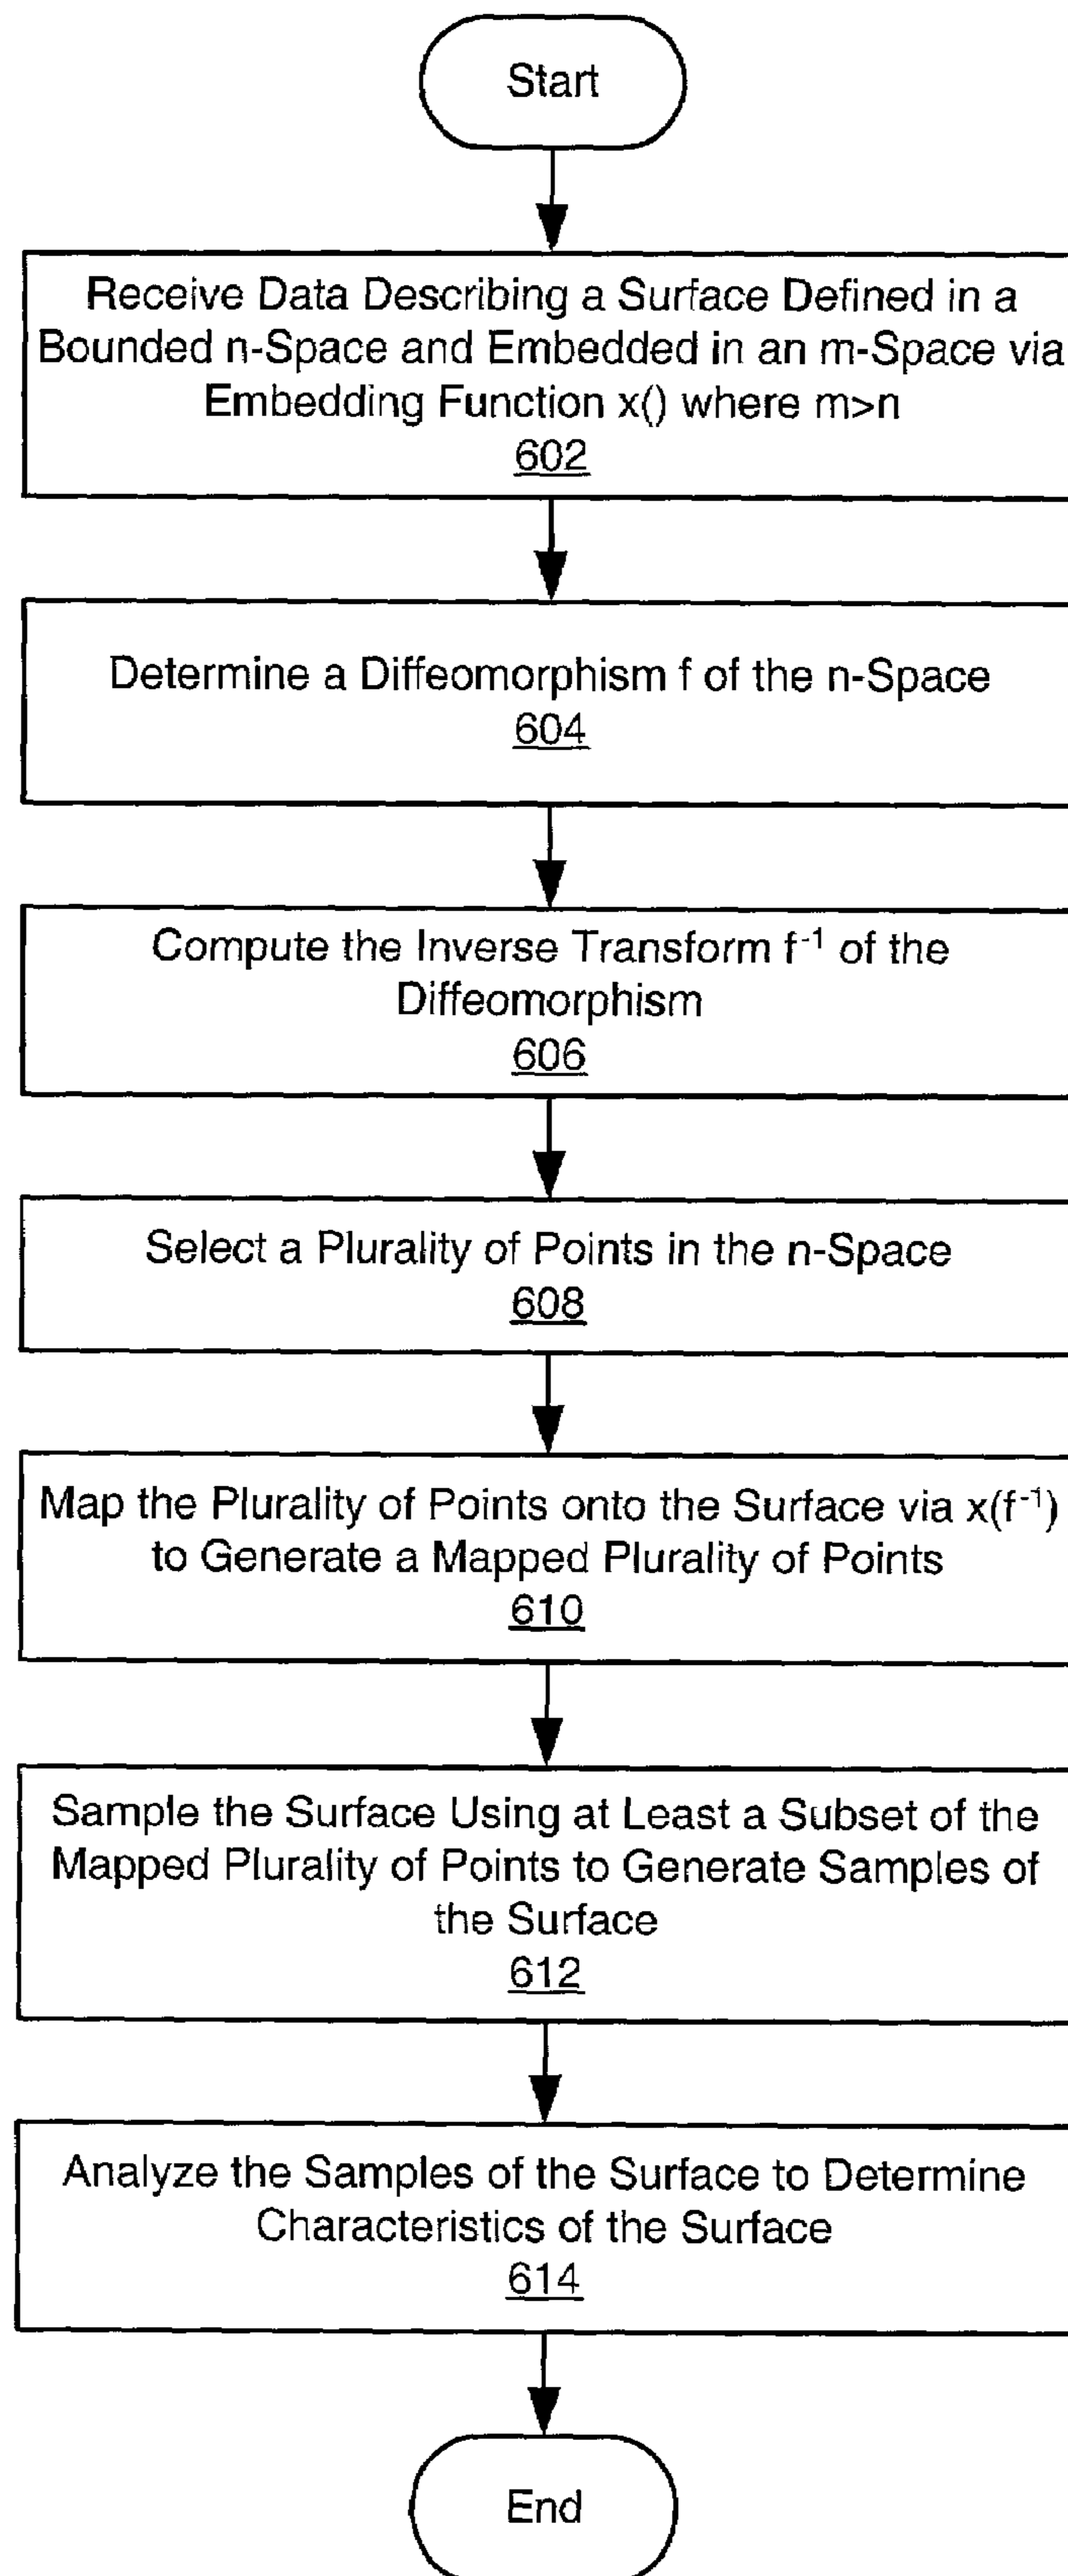 Start
Receive Data Describing a Surface Defined in a
Bounded n-Space and Embedded in an m-Space via
Embedding Function x() where m>n
602
Determine a Diffeomorphism f of the n-Space
604
Compute the Inverse Transform f⁻¹ of the
Diffeomorphism
606
Select a Plurality of Points in the n-Space
608
Map the Plurality of Points onto the Surface via x(f⁻¹)
to Generate a Mapped Plurality of Points
610
Sample the Surface Using at Least a Subset of the
Mapped Plurality of Points to Generate Samples of
the Surface
612
Analyze the Samples of the Surface to Determine
Characteristics of the Surface
614
End